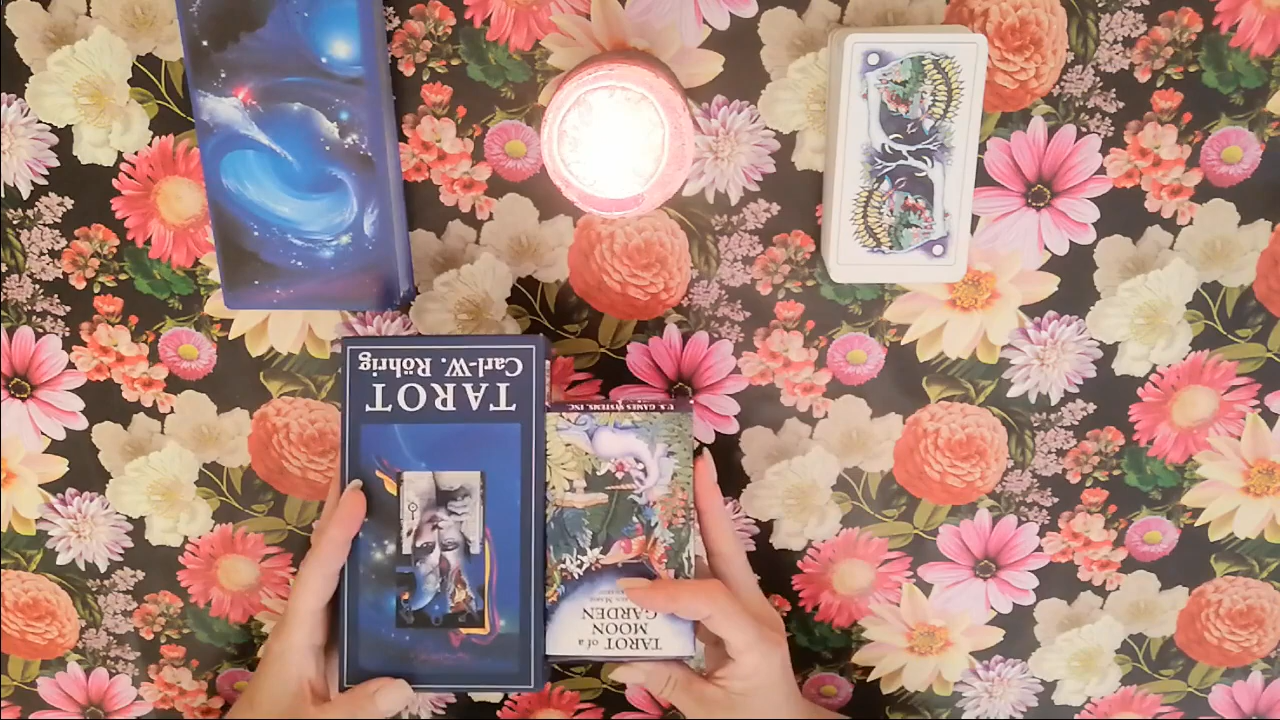 TAROT
Carl-W. Röhrig
U.S. GAMES SYSTEMS, INC.
TAROT of a
MOON
GARDEN